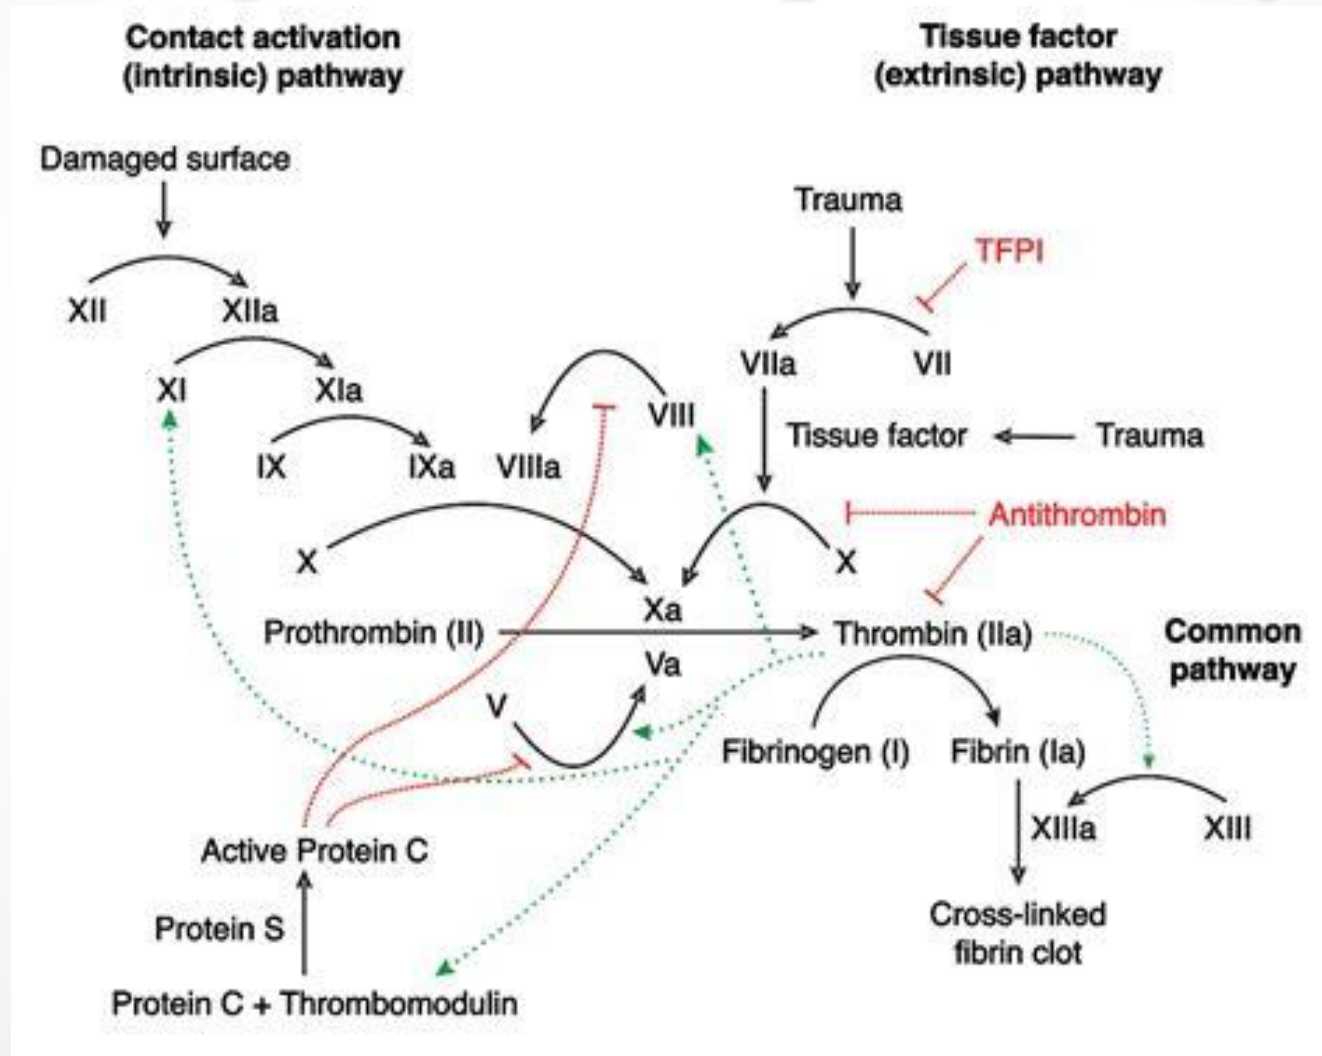 Contact activation
(intrinsic) pathway
Tissue factor
(extrinsic) pathway
Damaged surface
Trauma
TFPI
XII
XIIa
VIIa
VII
XI
XIa
VIII
Tissue factor
Trauma
IX
IXa
VIIIa
Antithrombin
X
X
Xa
Prothrombin (II)
Thrombin (IIa)
Common
pathway
Va
V
Fibrinogen (I)
Fibrin (Ia)
XIIIa
XIII
Active Protein C
Cross-linked
fibrin clot
Protein S
Protein C + Thrombomodulin